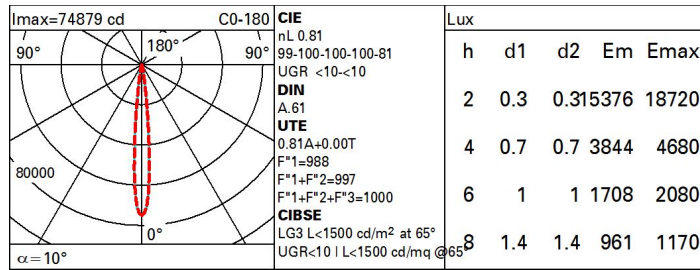 Imax=74879 cd C0-180
90° 180° 90°
80000
0°
α=10°
CIE
nL 0.81
99-100-100-100-81
UGR <10-<10
DIN
A.61
UTE
0.81A+0.00T
F"1=988
F"1+F"2=997
F"1+F"2+F"3=1000
CIBSE
LG3 L<1500 cd/m² at 65°
UGR<10 | L<1500 cd/mq @65°
Lux
h d1 d2 Em Emax
2 0.3 0.3 15376 18720
4 0.7 0.7 3844 4680
6 1 1 1708 2080
8 1.4 1.4 961 1170